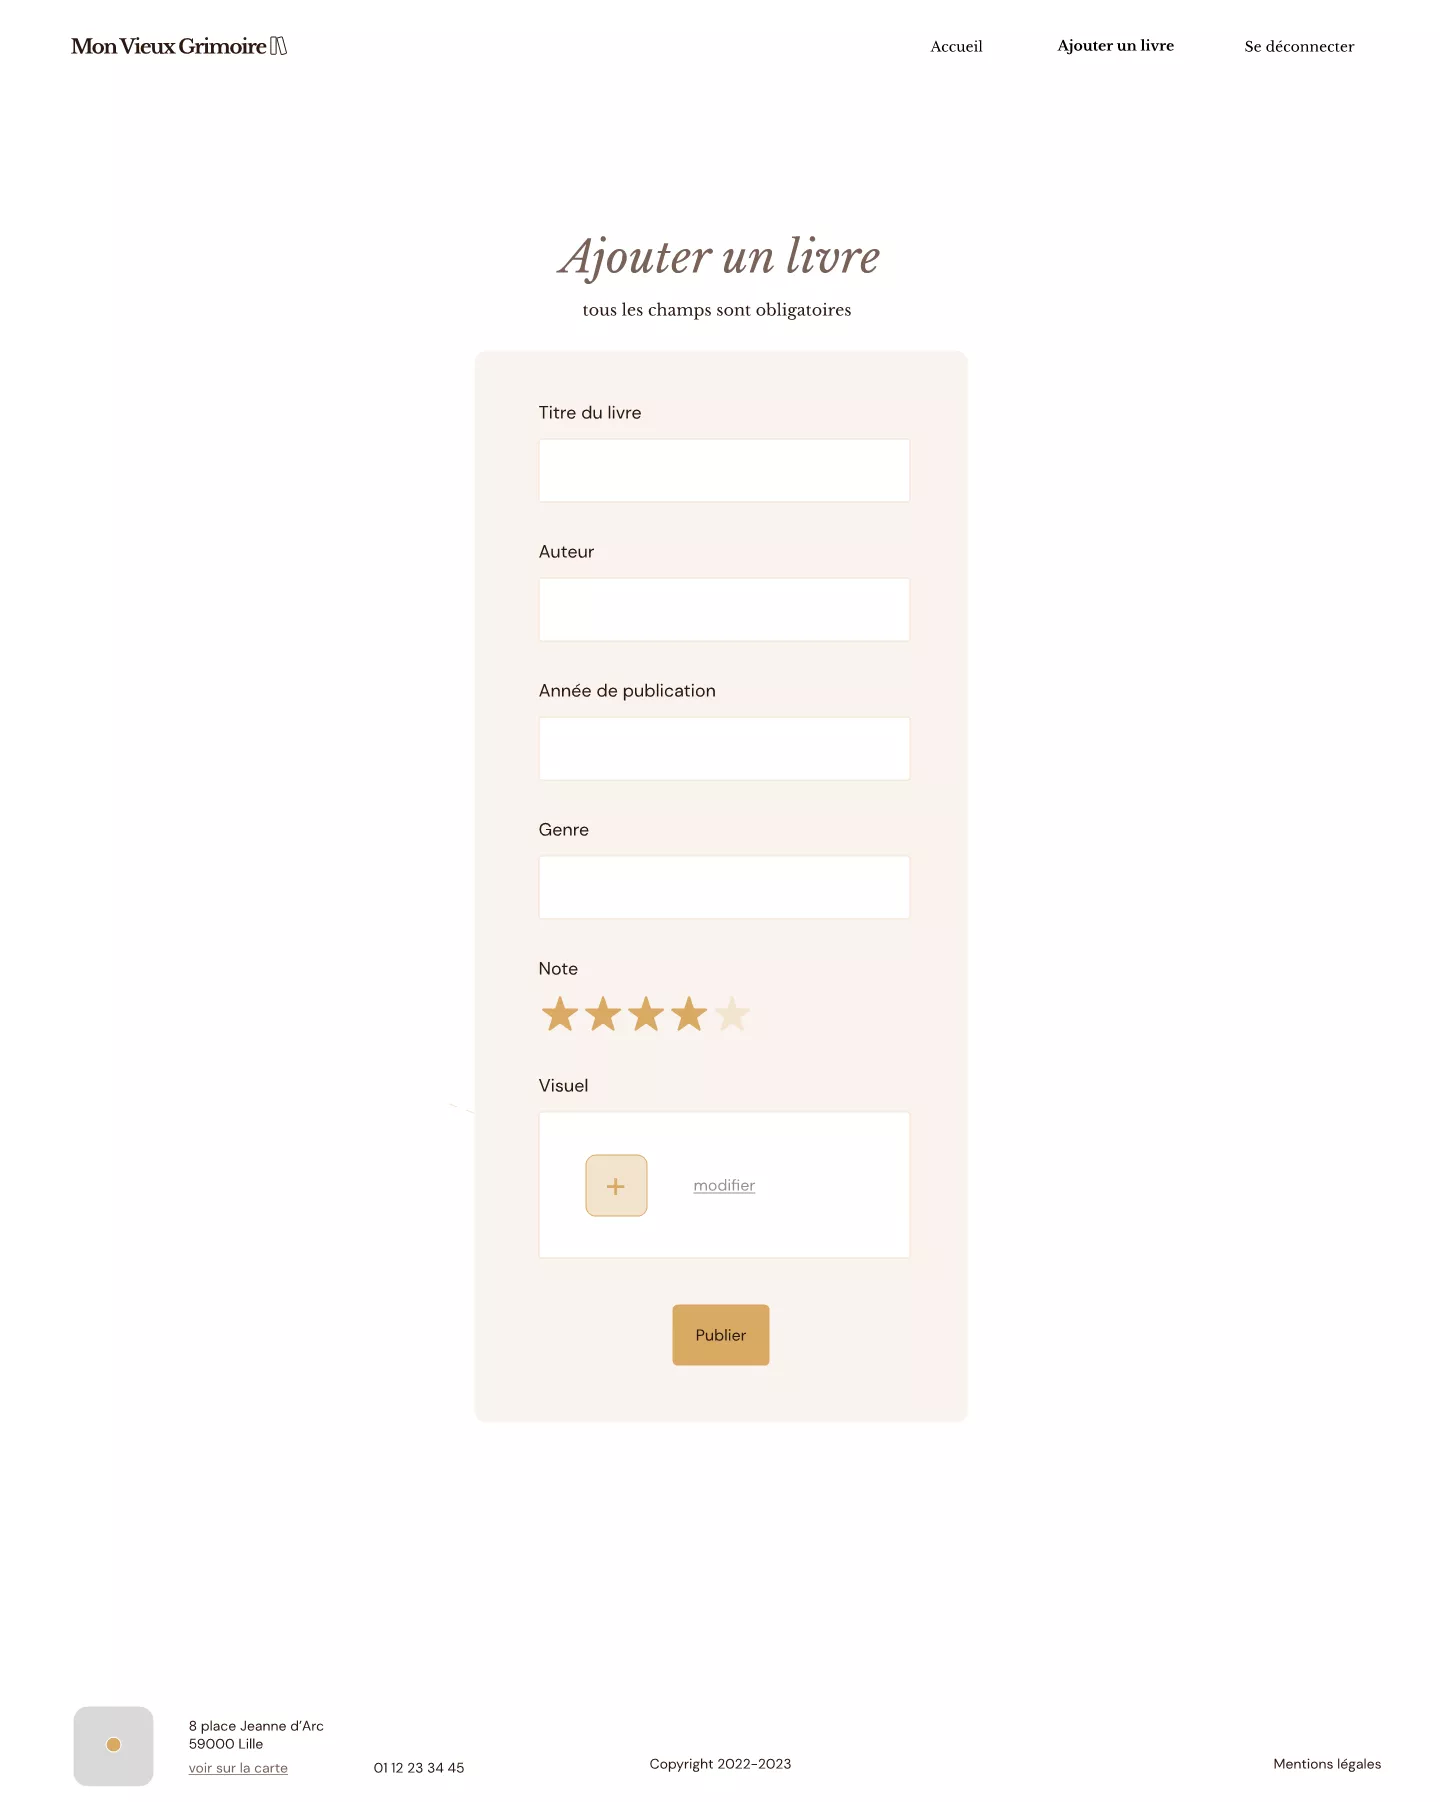 Mon Vieux Grimoire
Accueil
Ajouter un livre
Se déconnecter
Ajouter un livre
tous les champs sont obligatoires
Titre du livre
Auteur
Année de publication
Genre
Note
Visuel
+
modifier
Publier
8 place Jeanne d’Arc
59000 Lille
voir sur la carte
01 12 23 34 45
Copyright 2022-2023
Mentions légales